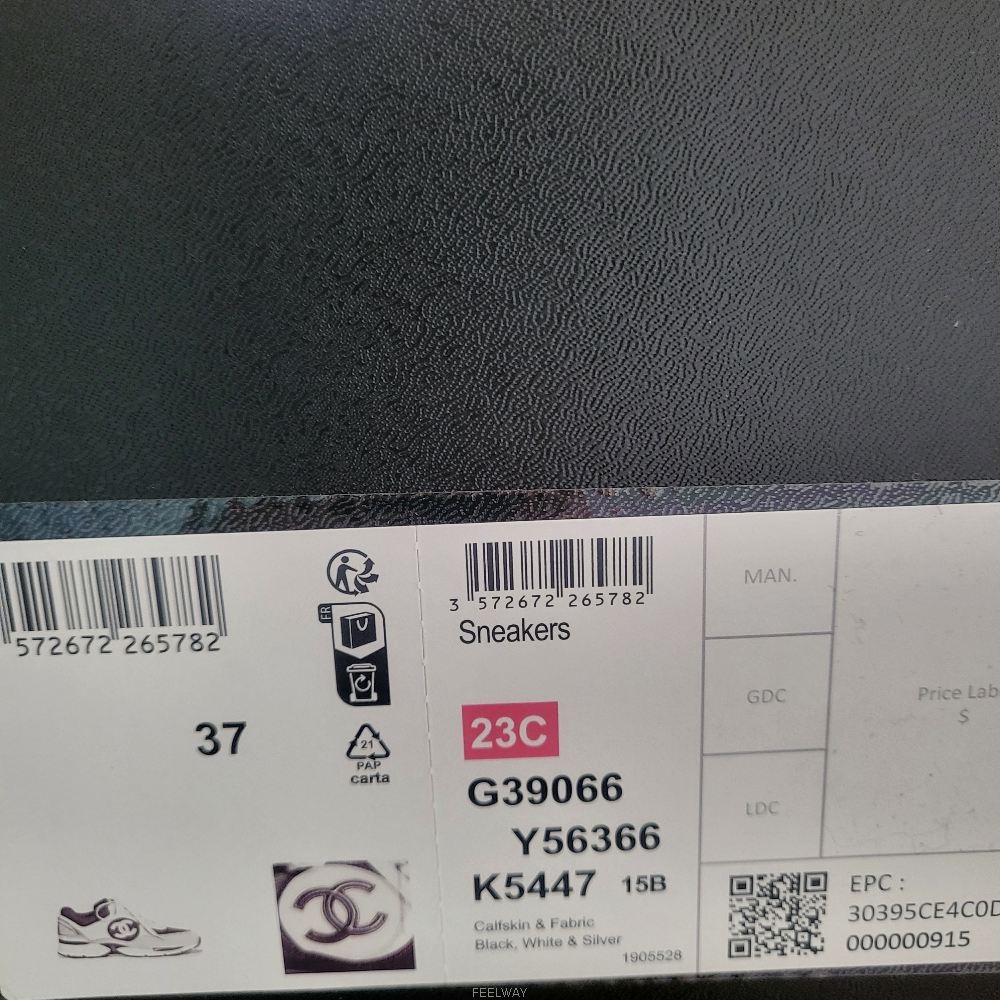 572672 265782
FR
37
21
PAP
carta
3 572672 265782
Sneakers
23C
G39066
Y56366
K5447 15B
Calfskin & Fabric
Black, White & Silver
1905528
MAN.
GDC
LDC
Price Lab
$
EPC :
30395CE4C0D
000000915
FEELWAY